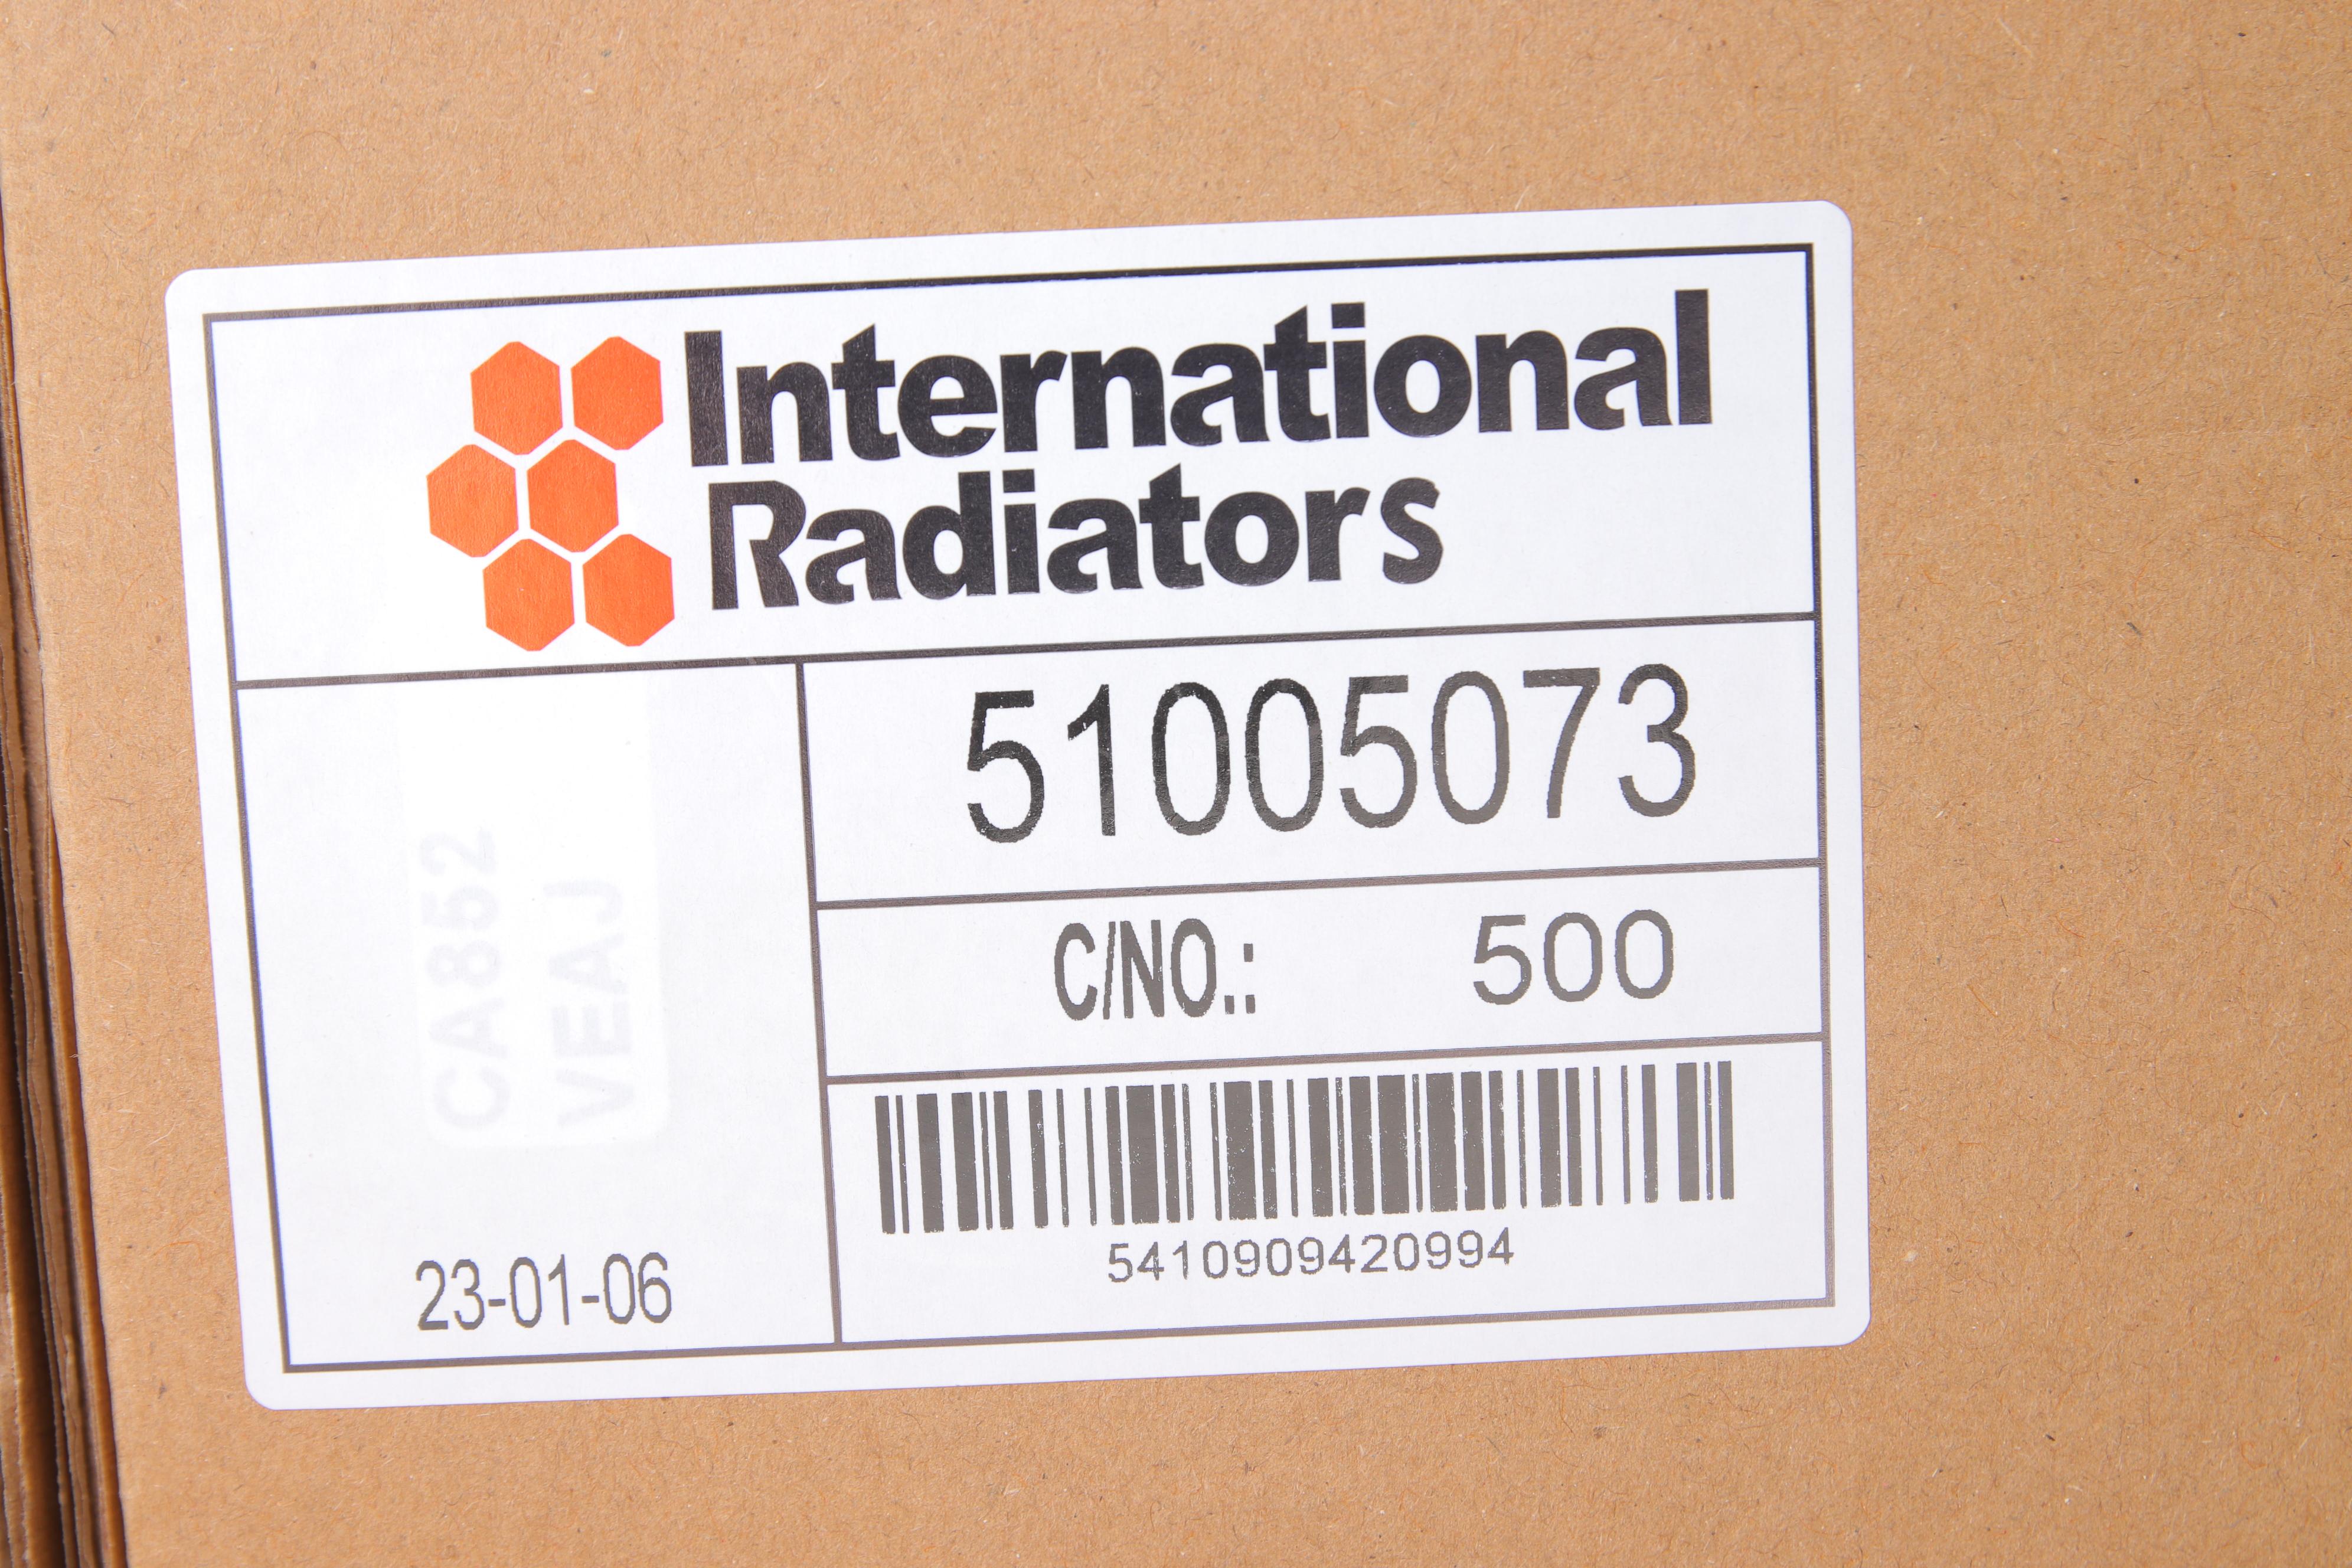 International
Radiators
51005073
C/NO.: 500
5410909420994
23-01-06
CA852
VEAJ